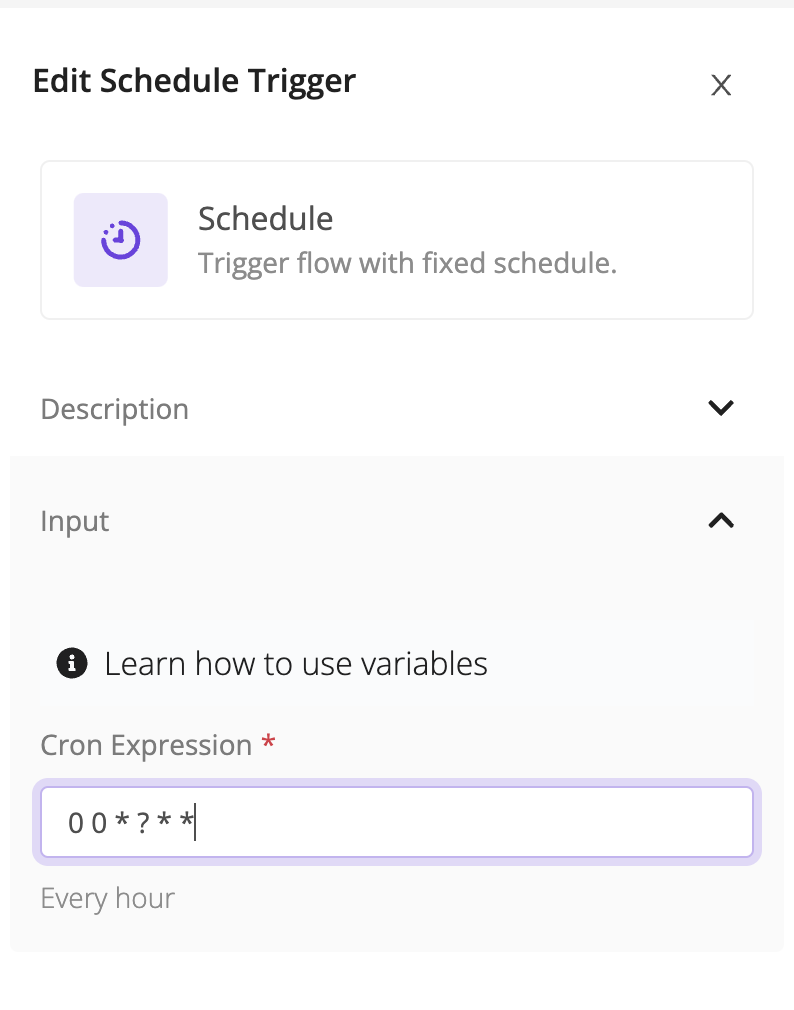 Edit Schedule Trigger
X
Schedule
Trigger flow with fixed schedule.
Description
Input
Learn how to use variables
Cron Expression *
0 0 * ? * *
Every hour